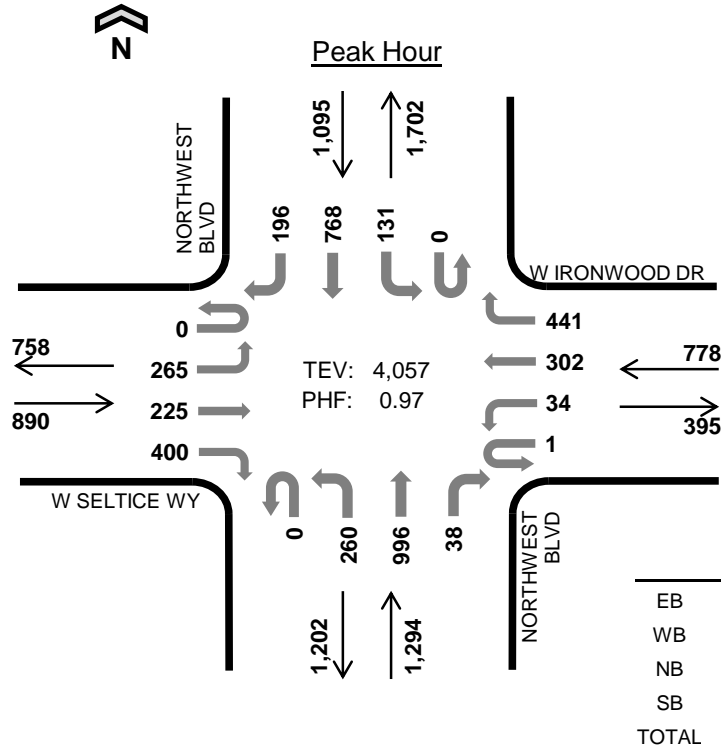 N
Peak Hour
1,095
1,702
NORTHWEST
BLVD
196
768
131
0
W IRONWOOD DR
0
441
758
265
TEV: 4,057
302
778
890
225
PHF: 0.97
34
395
400
1
W SELTICE WY
0
260
996
38
NORTHWEST
BLVD
1,202
1,294
EB
WB
NB
SB
TOTAL